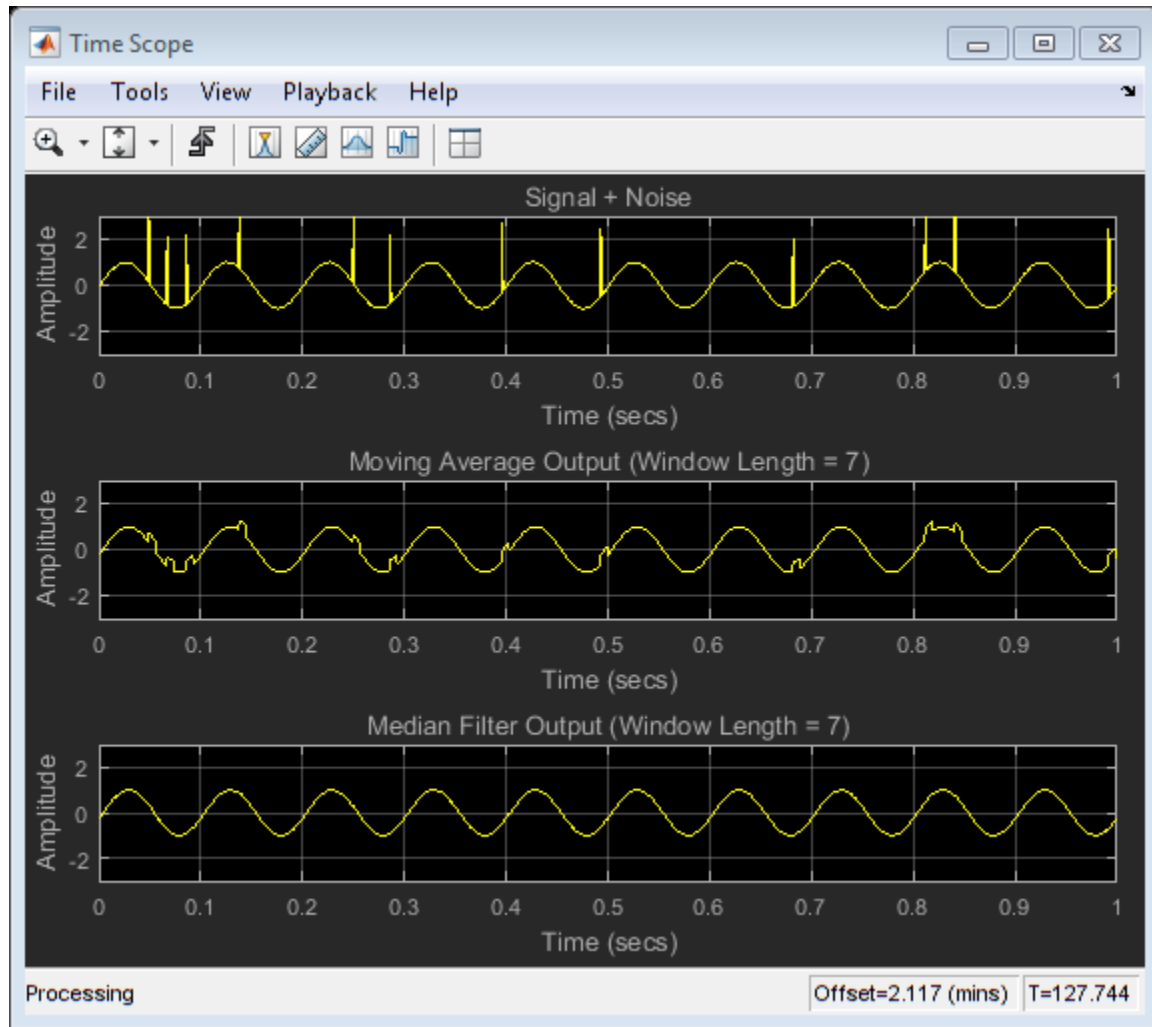 Time Scope
File Tools View Playback Help
Signal + Noise
Amplitude
2
0
-2
0 0.1 0.2 0.3 0.4 0.5 0.6 0.7 0.8 0.9 1
Time (secs)
Moving Average Output (Window Length = 7)
Amplitude
2
0
-2
0 0.1 0.2 0.3 0.4 0.5 0.6 0.7 0.8 0.9 1
Time (secs)
Median Filter Output (Window Length = 7)
Amplitude
2
0
-2
0 0.1 0.2 0.3 0.4 0.5 0.6 0.7 0.8 0.9 1
Time (secs)
Processing Offset=2.117 (mins) T=127.744